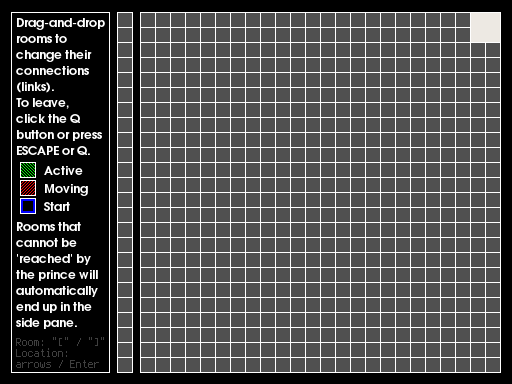 Drag-and-drop
rooms to
change their
connections
(links).
To leave,
click the Q
button or press
ESCAPE or Q.
Active
Moving
Start
Rooms that
cannot be
'reached' by
the prince will
automatically
end up in the
side pane.
Room: "[" / "]"
Location:
arrows / Enter